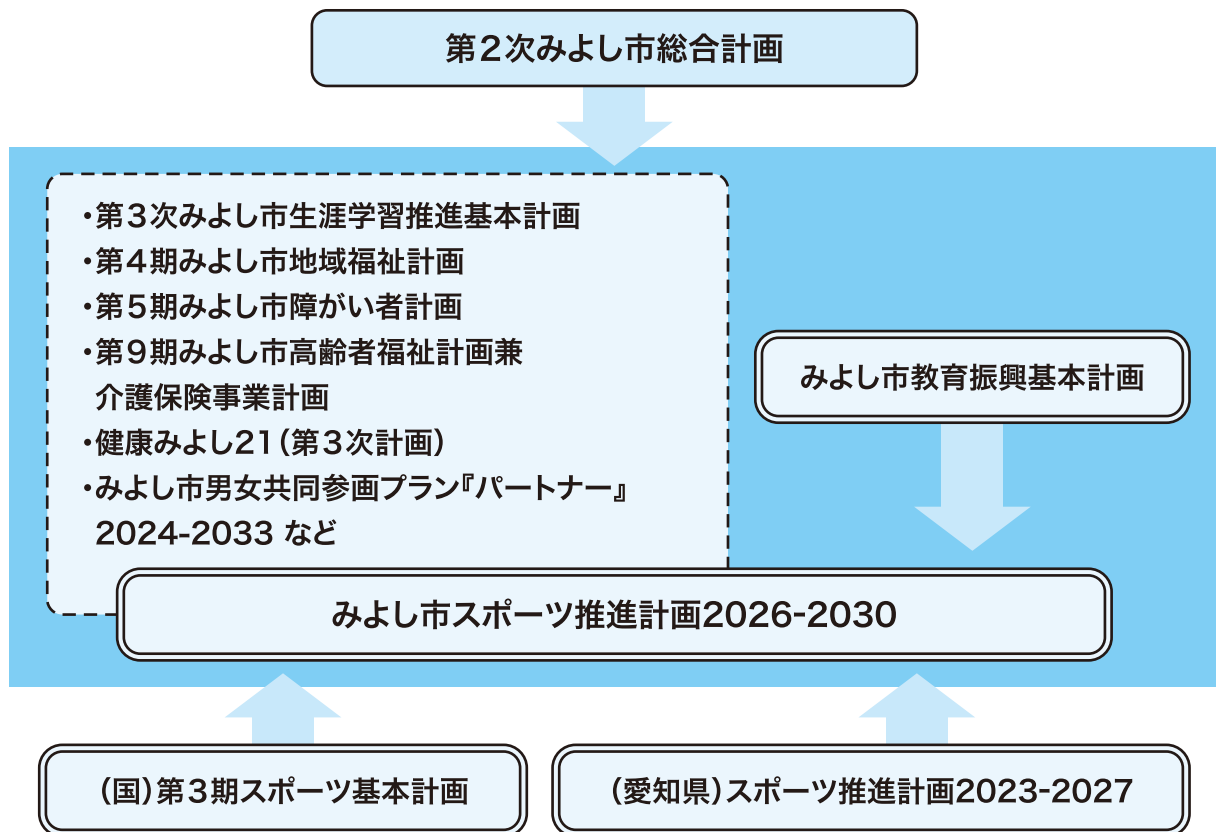 第２次みよし市総合計画
・第３次みよし市生涯学習推進基本計画
・第４期みよし市地域福祉計画
・第５期みよし市障がい者計画
・第９期みよし市高齢者福祉計画兼
介護保険事業計画
・健康みよし21（第３次計画）
・みよし市男女共同参画プラン『パートナー』
2024-2033 など
みよし市教育振興基本計画
みよし市スポーツ推進計画2026-2030
（国）第３期スポーツ基本計画
（愛知県）スポーツ推進計画2023-2027